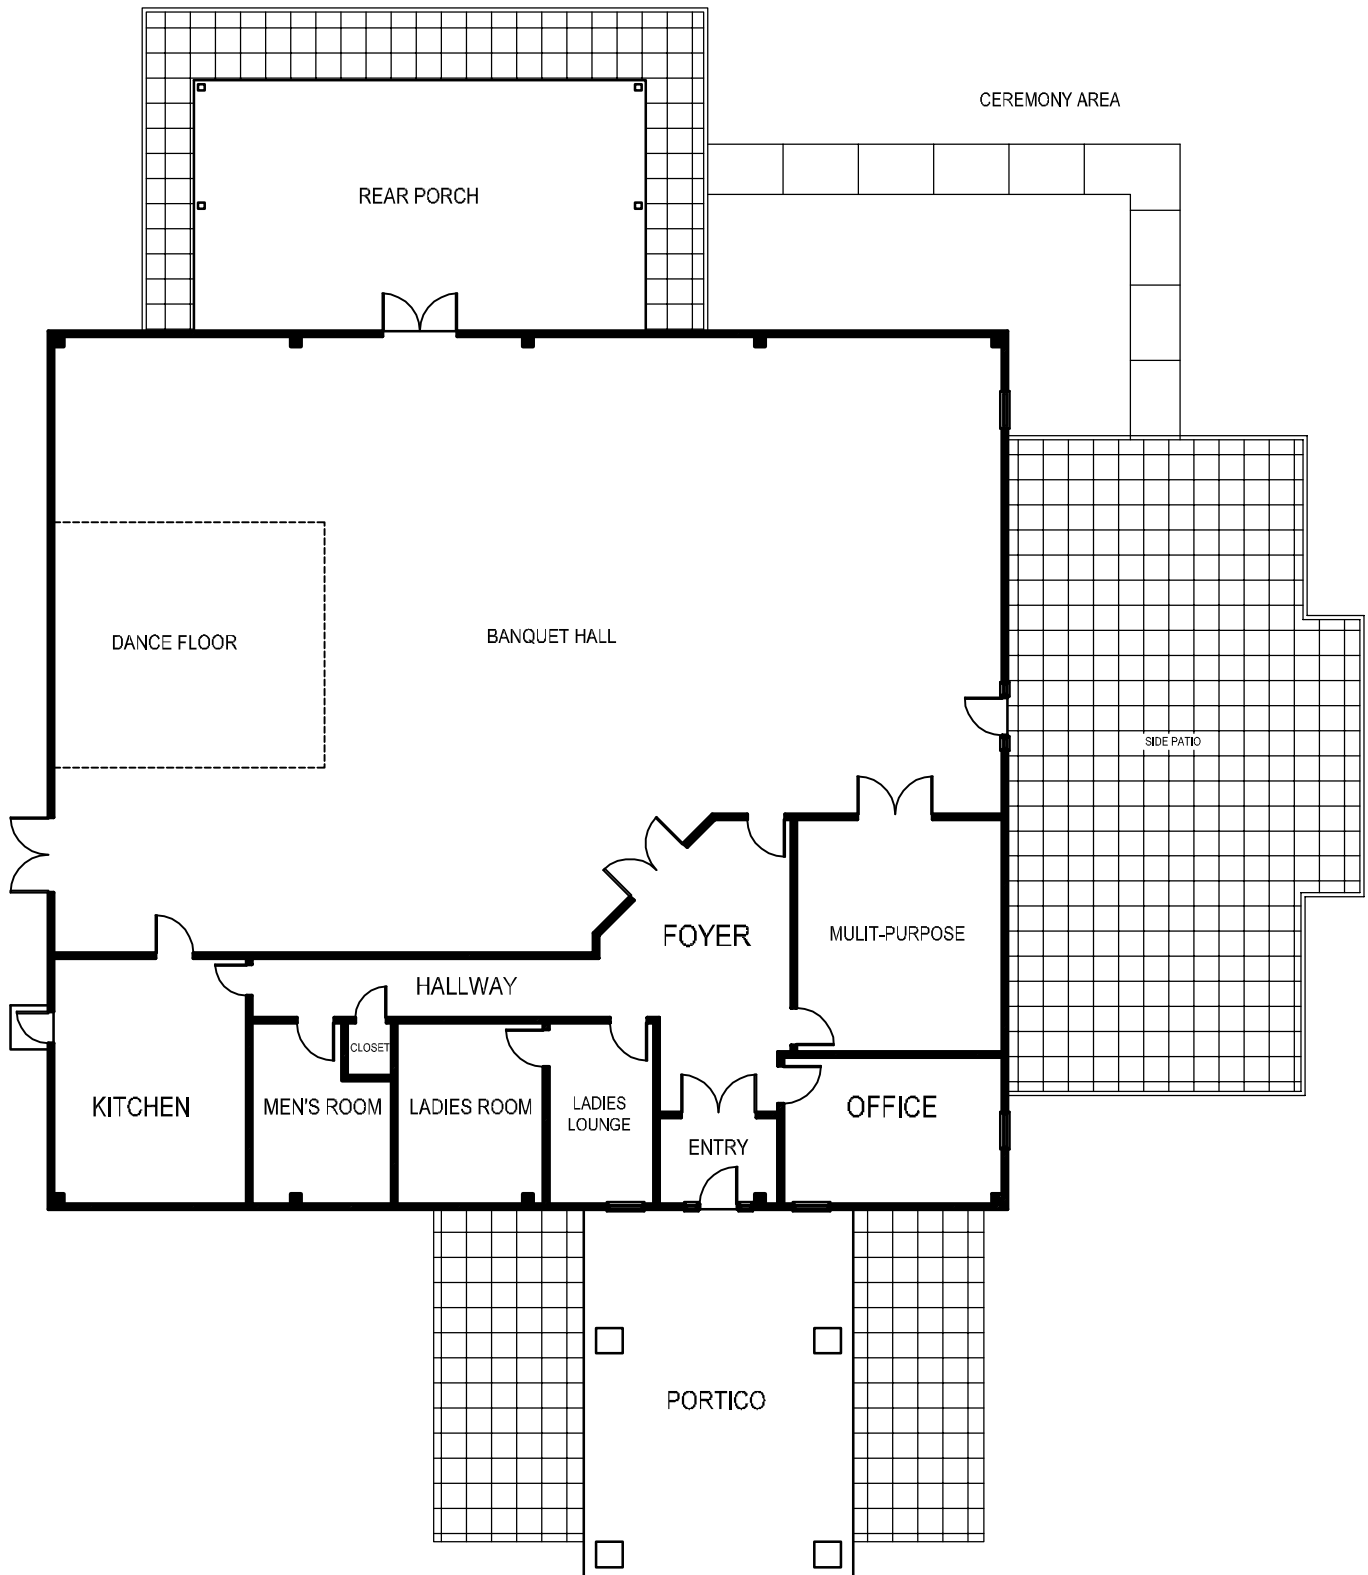 CEREMONY AREA
REAR PORCH
DANCE FLOOR
BANQUET HALL
SIDE PATIO
FOYER
MULIT-PURPOSE
HALLWAY
CLOSET
KITCHEN
MEN'S ROOM
LADIES ROOM
LADIES
LOUNGE
OFFICE
ENTRY
PORTICO